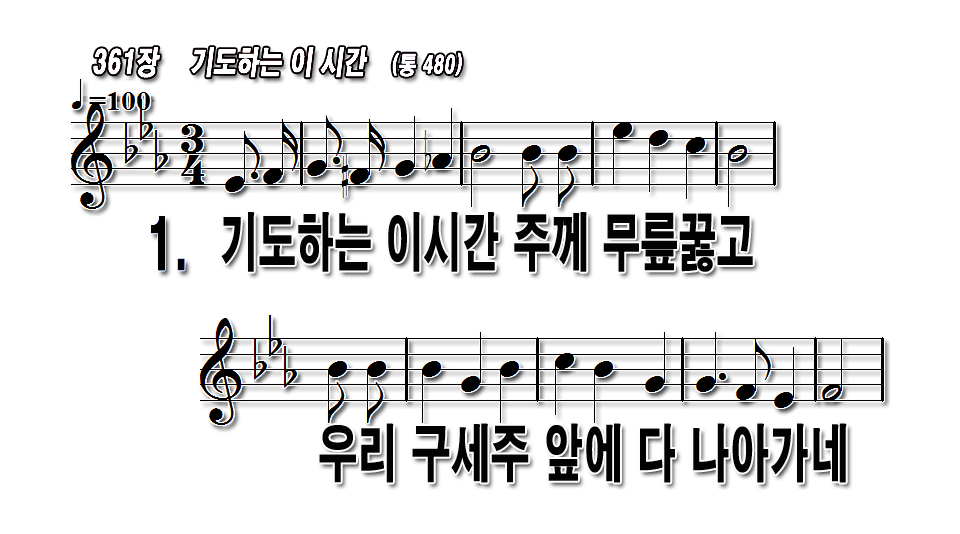 361장 기도하는 이 시간 (통 480)
♩=100
3
4
1. 기도하는 이시간 주께 무릎꿇고
우리 구세주 앞에 다 나아가네